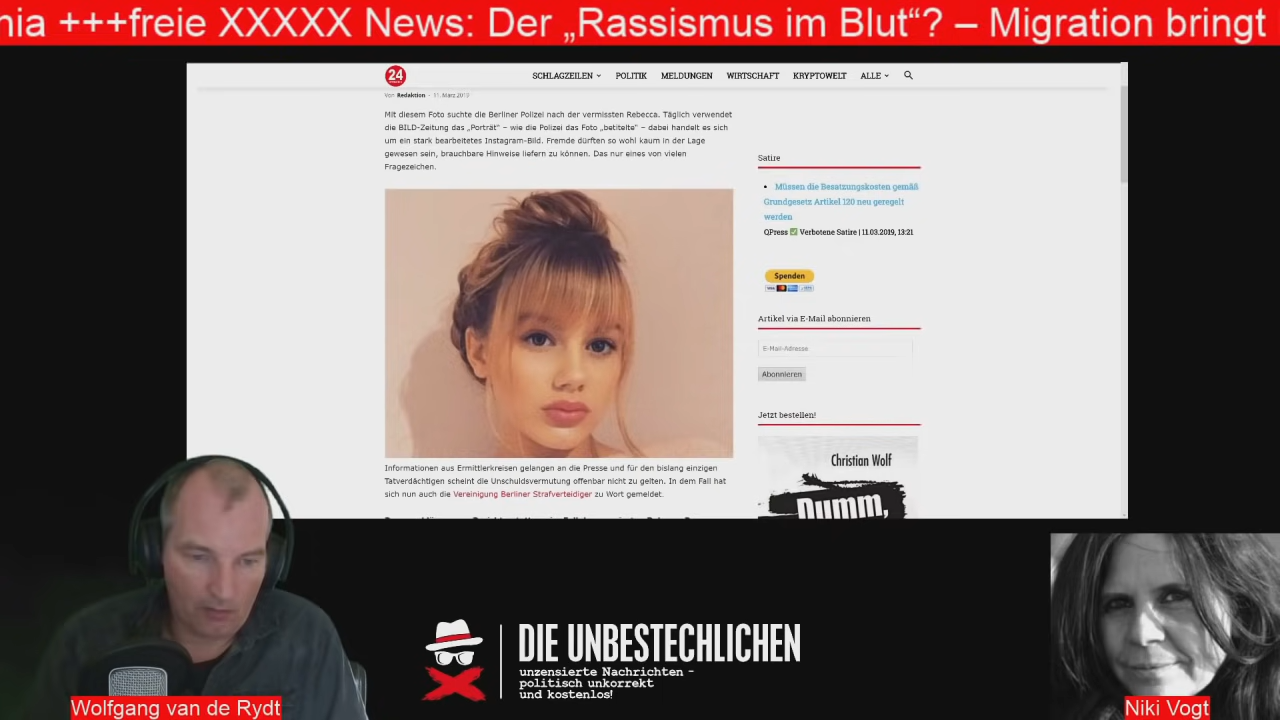 nia +++freie XXXXX News: Der „Rassismus im Blut“? – Migration bringt
24
SCHLAGZEILEN
POLITIK
MELDUNGEN
WIRTSCHAFT
KRYPTOWELT
ALLE
Von Redaktion - 11. März 2019
Mit diesem Foto suchte die Berliner Polizei nach der vermissten Rebecca. Täglich verwendet
die BILD-Zeitung das „Porträt“ – wie die Polizei das Foto „betitelte“ – dabei handelt es sich
um ein stark bearbeitetes Instagram-Bild. Fremde dürften so wohl kaum in der Lage
gewesen sein, brauchbare Hinweise liefern zu können. Das nur eines von vielen
Fragezeichen.
Informationen aus Ermittlerkreisen gelangen an die Presse und für den bislang einzigen
Tatverdächtigen scheint die Unschuldsvermutung offenbar nicht zu gelten. In dem Fall hat
sich nun auch die Vereinigung Berliner Strafverteidiger zu Wort gemeldet.
Satire
• Müssen die Besatzungskosten gemäß
Grundgesetz Artikel 120 neu geregelt
werden
QPress ✅ Verbotene Satire | 11.03.2019, 13:21
Spenden
Artikel via E-Mail abonnieren
E-Mail-Adresse
Abonnieren
Jetzt bestellen!
Christian Wolf
Dumm,
DIE UNBESTECHLICHEN
unzensierte Nachrichten -
politisch unkorrekt
und kostenlos!
Wolfgang van de Rydt
Niki Vogt